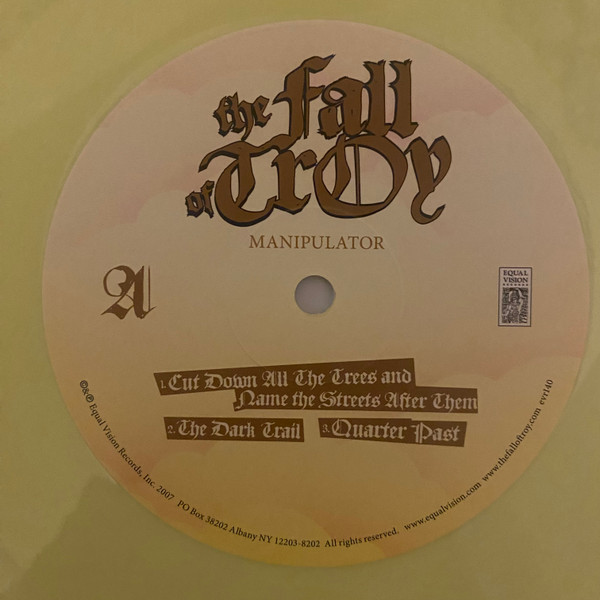 the Fall
of TrOy
MANIPULATOR
A
EQUAL
VISION
RECORDS
1. Cut Down All The Trees and
Name the Streets After Them
2. The Dark Trail
3. Quarter Past
©&℗ Equal Vision Records, Inc. 2007 PO Box 38202 Albany NY 12203-8202 All rights reserved. www.equalvision.com www.thefalloftroy.com evr140